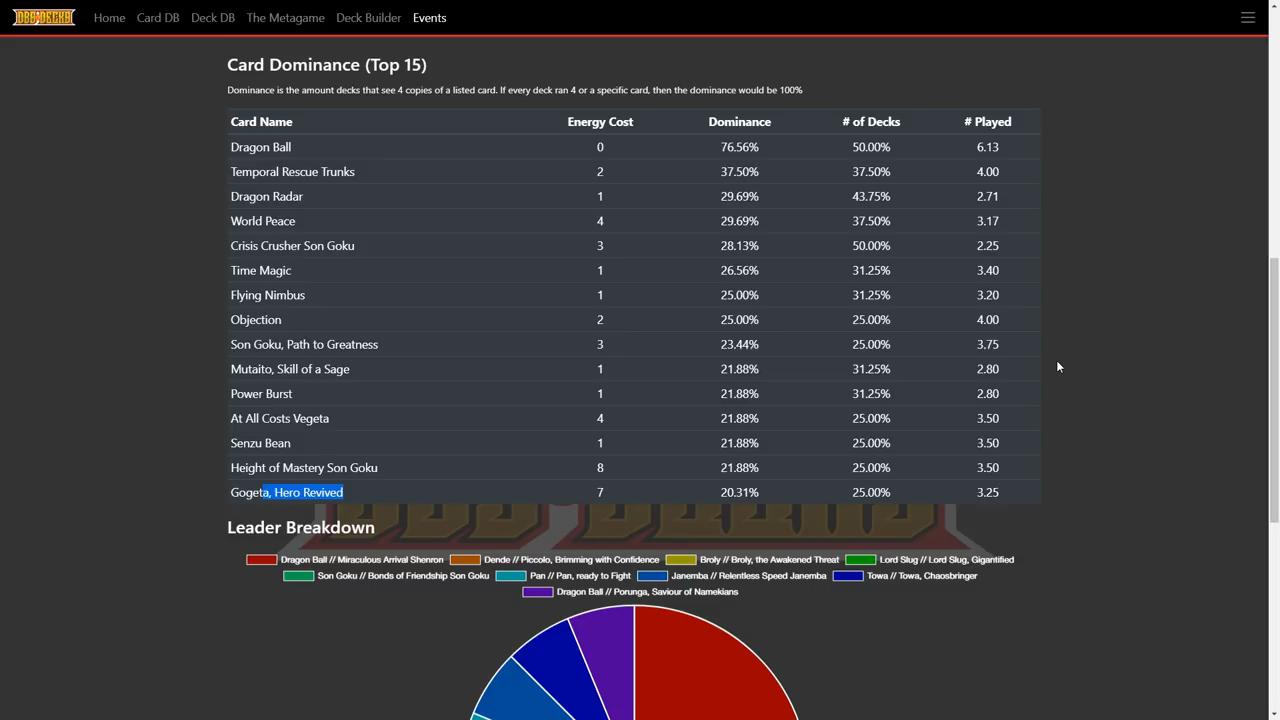 DBS DECKS Home Card DB Deck DB The Metagame Deck Builder Events
Card Dominance (Top 15)
Dominance is the amount decks that see 4 copies of a listed card. If every deck ran 4 or a specific card, then the dominance would be 100%
Card Name Energy Cost Dominance # of Decks # Played
Dragon Ball 0 76.56% 50.00% 6.13
Temporal Rescue Trunks 2 37.50% 37.50% 4.00
Dragon Radar 1 29.69% 43.75% 2.71
World Peace 4 29.69% 37.50% 3.17
Crisis Crusher Son Goku 3 28.13% 50.00% 2.25
Time Magic 1 26.56% 31.25% 3.40
Flying Nimbus 1 25.00% 31.25% 3.20
Objection 2 25.00% 25.00% 4.00
Son Goku, Path to Greatness 3 23.44% 25.00% 3.75
Mutaito, Skill of a Sage 1 21.88% 31.25% 2.80
Power Burst 1 21.88% 31.25% 2.80
At All Costs Vegeta 4 21.88% 25.00% 3.50
Senzu Bean 1 21.88% 25.00% 3.50
Height of Mastery Son Goku 8 21.88% 25.00% 3.50
Gogeta, Hero Revived 7 20.31% 25.00% 3.25
Leader Breakdown
Dragon Ball // Miraculous Arrival Shenron Dende // Piccolo, Brimming with Confidence Broly // Broly, the Awakened Threat Lord Slug // Lord Slug, Gigantified
Son Goku // Bonds of Friendship Son Goku Pan // Pan, ready to Fight Janemba // Relentless Speed Janemba Towa // Towa, Chaosbringer
Dragon Ball // Porunga, Saviour of Namekians